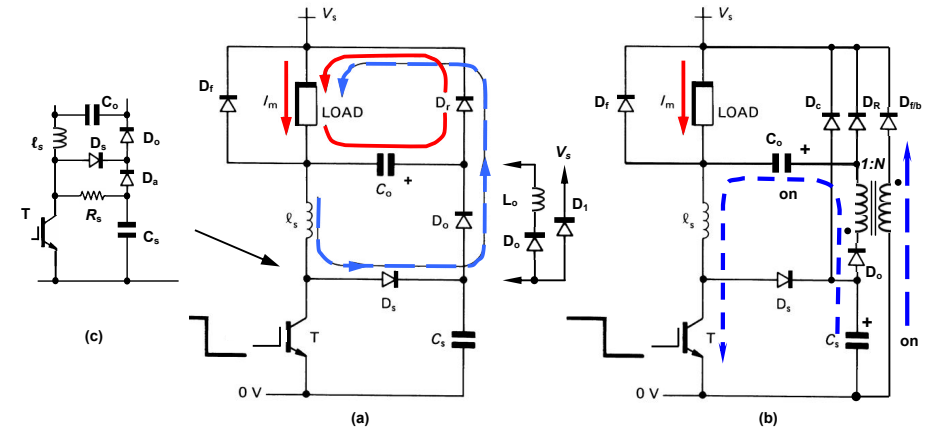 Vs
Df
Im
LOAD
Dr
Co
+
ℓs
Do
Ds
T
Cs
0 V
(a)
Co
ℓs
Ds
Do
Da
Rs
T
Cs
(c)
Vs
Lo
Do
D1
Vs
Df
Im
LOAD
Dc
DR
Df/b
Co
+
on
1:N
ℓs
Do
Ds
T
+
Cs
on
0 V
(b)